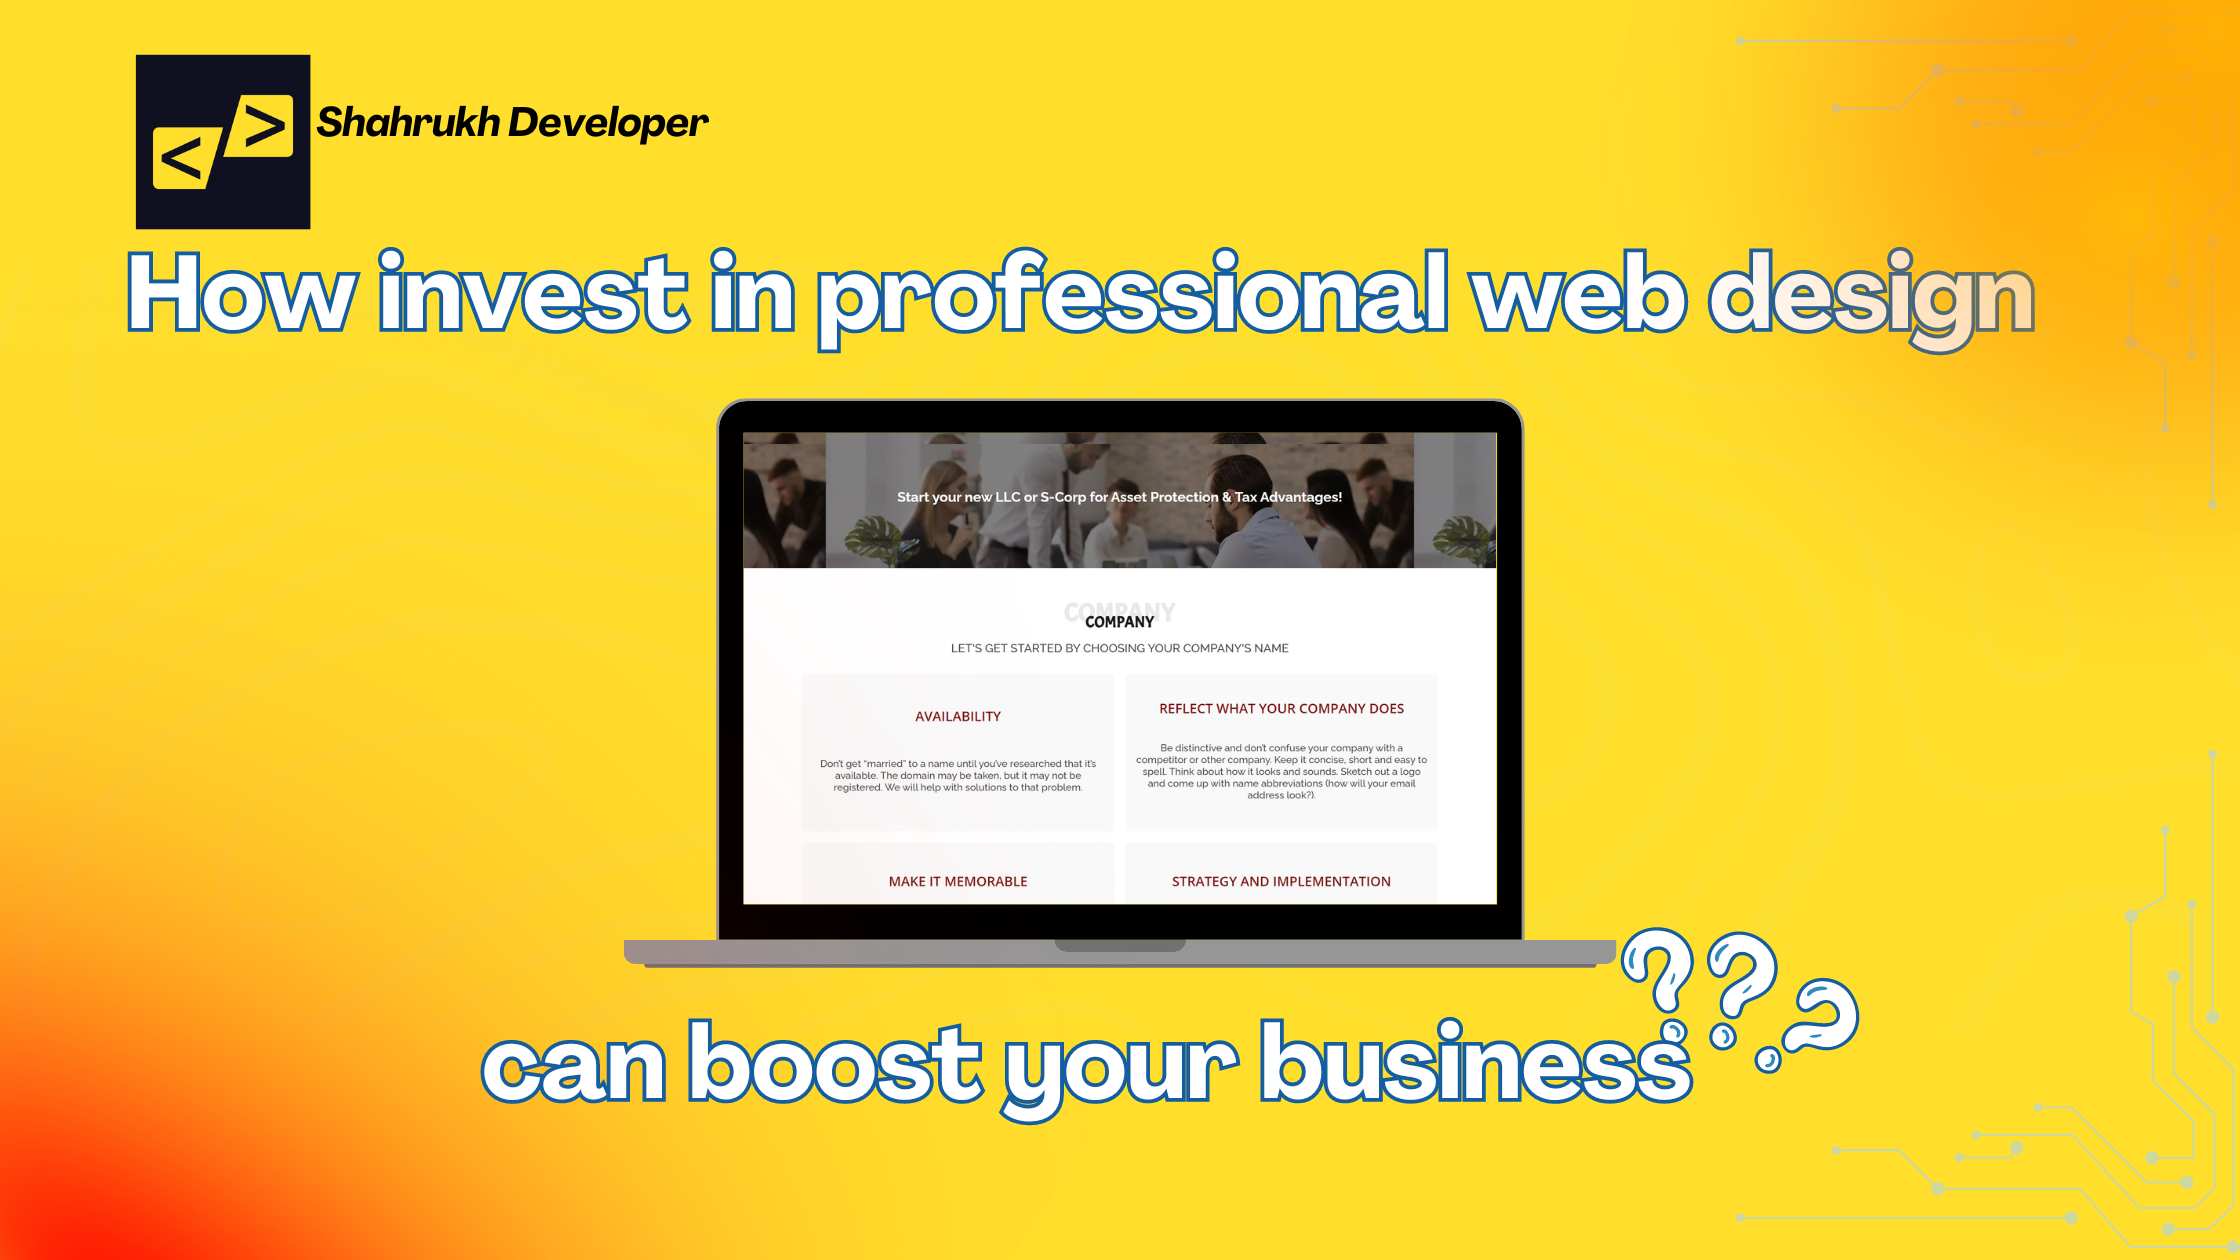 Shahrukh Developer
How invest in professional web design
Start your new LLC or S-Corp for Asset Protection & Tax Advantages!
COMPANY
COMPANY
LET'S GET STARTED BY CHOOSING YOUR COMPANY'S NAME
AVAILABILITY
Don't get “married” to a name until you've researched that it's
available. The domain may be taken, but it may not be
registered. We will help with solutions to that problem.
REFLECT WHAT YOUR COMPANY DOES
Be distinctive and don't confuse your company with a
competitor or other company. Keep it concise, short and easy to
spell. Think about how it looks and sounds. Sketch out a logo
and come up with name abbreviations (how will your email
address look?).
MAKE IT MEMORABLE
STRATEGY AND IMPLEMENTATION
can boost your business
???